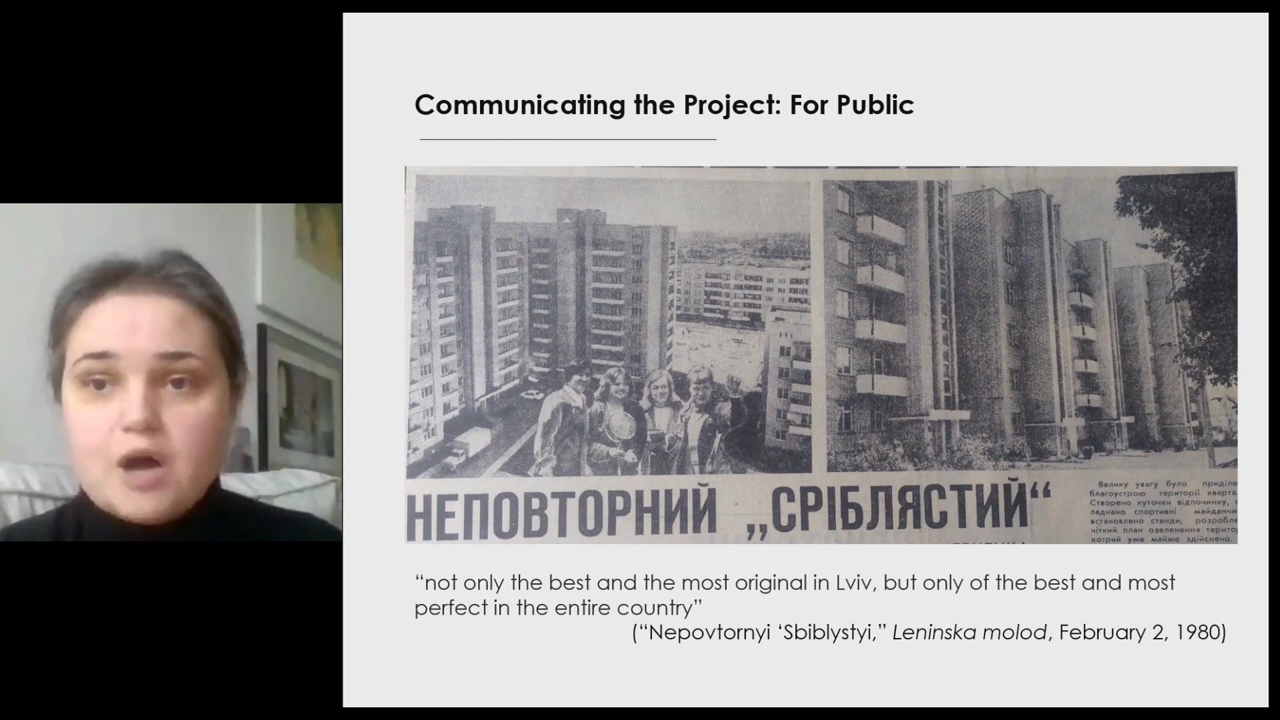 Communicating the Project: For Public
НЕПОВТОРНИЙ „СРІБЛЯСТИЙ“
Велику увагу було приділе
благоустрою території кварта
Створено куточки відпочинку, с
ладнано спортивні майданчи
встановлено стенди, розробле
чіткий план озеленення терито
котрий уже майже здійснено.
“not only the best and the most original in Lviv, but only of the best and most
perfect in the entire country”
(“Nepovtornyi ‘Sbiblystyi,” Leninska molod, February 2, 1980)